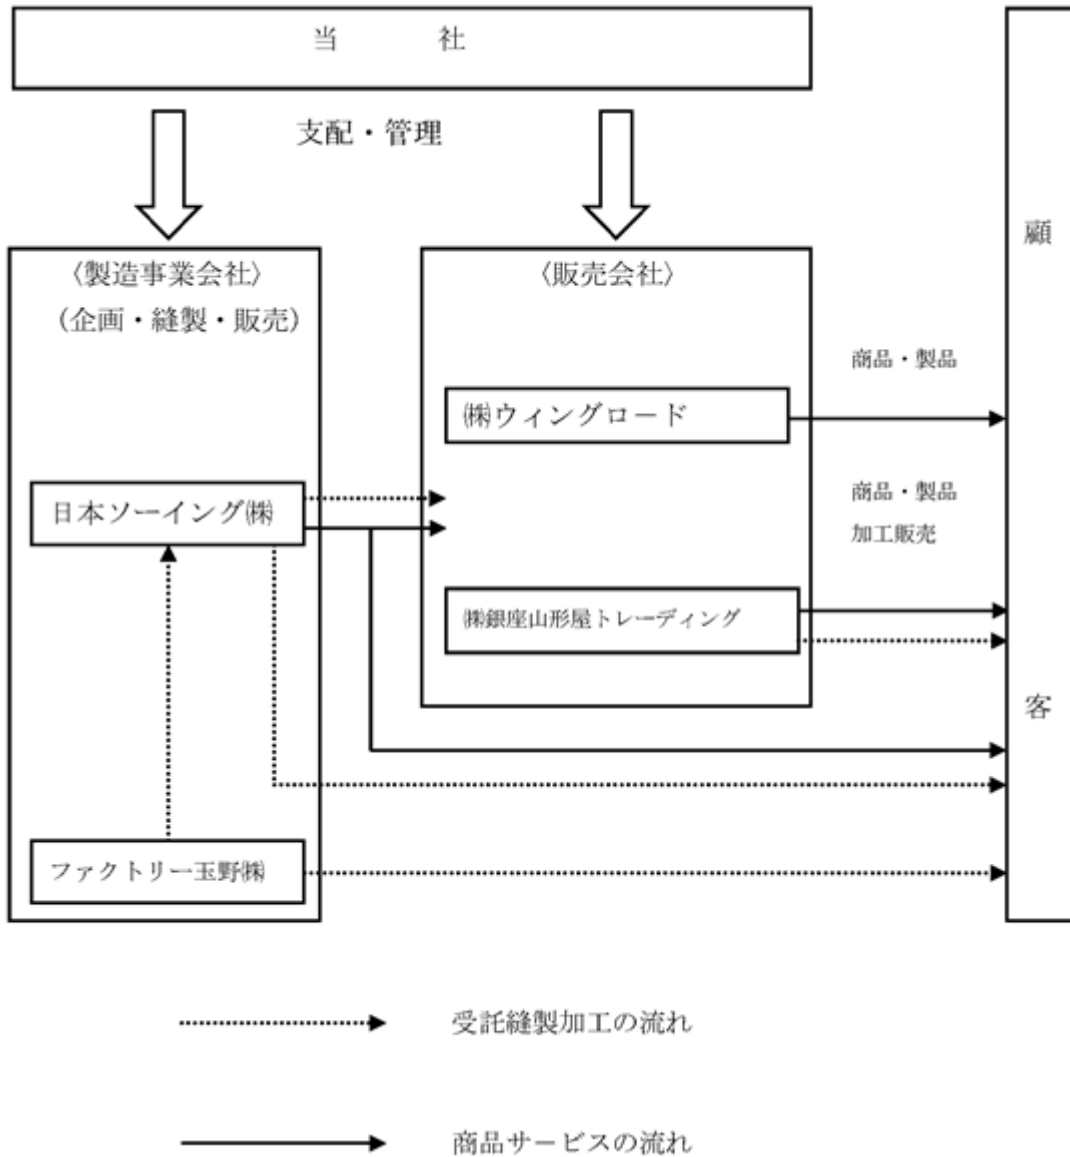 当　　　社
支配・管理
〈製造事業会社〉
（企画・縫製・販売）
日本ソーイング㈱
ファクトリー玉野㈱
〈販売会社〉
㈱ウィングロード
㈱銀座山形屋トレーディング
商品・製品
商品・製品
加工販売
顧
客
受託縫製加工の流れ
商品サービスの流れ